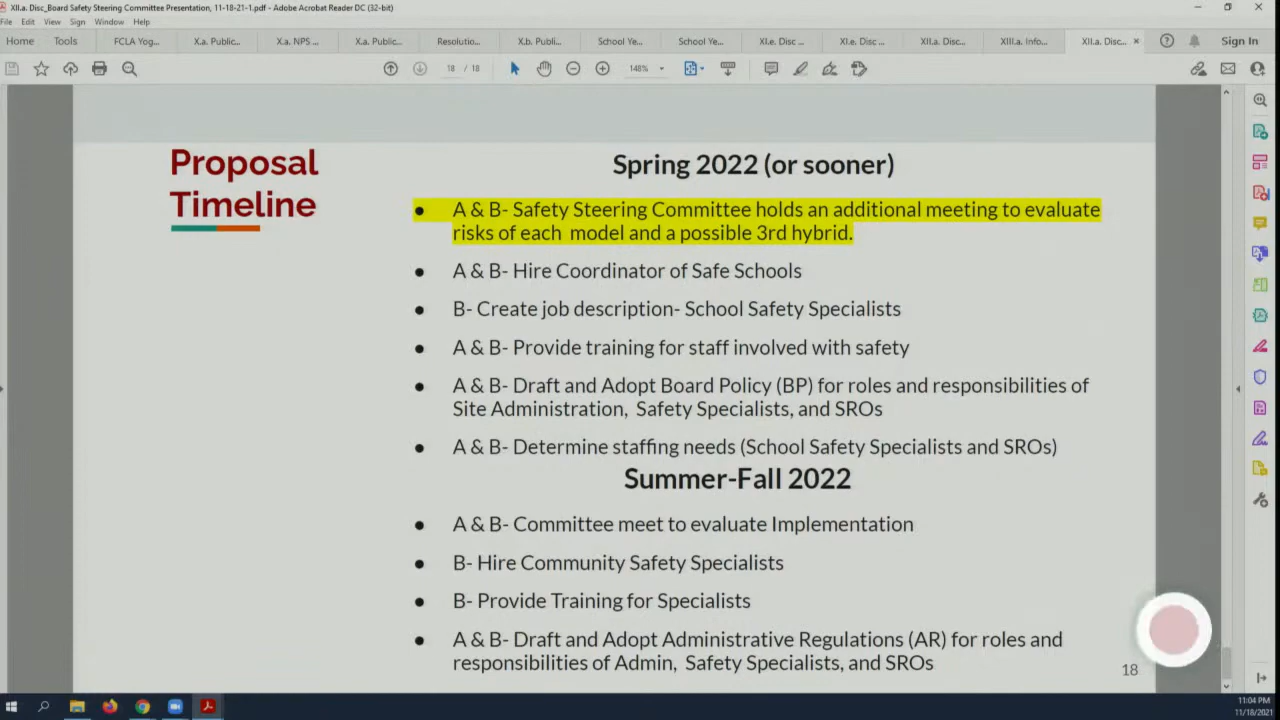 XII.a. Disc_Board Safety Steering Committee Presentation, 11-18-21-1.pdf - Adobe Acrobat Reader DC (32-bit)
File Edit View Sign Window Help
Home Tools FCLA Yog... X.a. Public... X.a. NPS ... X.a. Public... Resolutio... X.b. Publi... School Ye... School Ye... XI.e. Disc ... XI.e. Disc ... XII.a. Disc... XIII.a. Info... XII.a. Disc... × Sign In
18 / 18 148%
Proposal
Timeline
Spring 2022 (or sooner)
● A & B- Safety Steering Committee holds an additional meeting to evaluate
risks of each model and a possible 3rd hybrid.
● A & B- Hire Coordinator of Safe Schools
● B- Create job description- School Safety Specialists
● A & B- Provide training for staff involved with safety
● A & B- Draft and Adopt Board Policy (BP) for roles and responsibilities of
Site Administration, Safety Specialists, and SROs
● A & B- Determine staffing needs (School Safety Specialists and SROs)
Summer-Fall 2022
● A & B- Committee meet to evaluate Implementation
● B- Hire Community Safety Specialists
● B- Provide Training for Specialists
● A & B- Draft and Adopt Administrative Regulations (AR) for roles and
responsibilities of Admin, Safety Specialists, and SROs
18
11:04 PM
11/18/2021